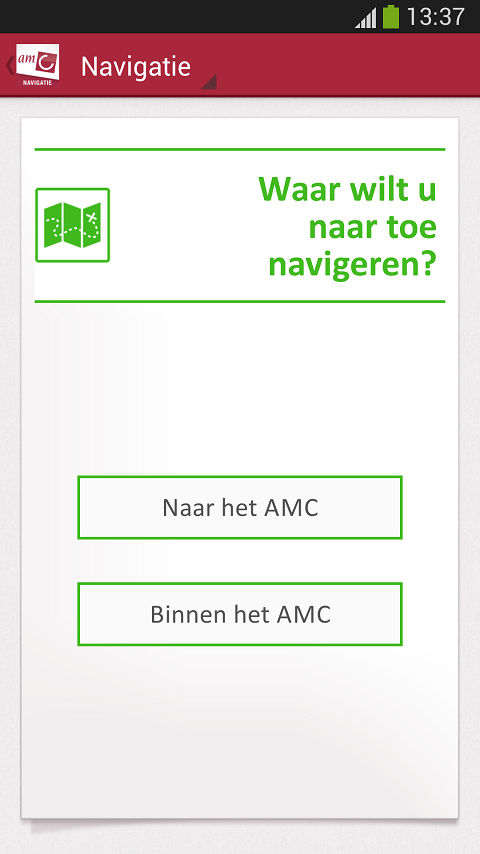 13:37
amc
NAVIGATIE
Navigatie
Waar wilt u
naar toe
navigeren?
Naar het AMC
Binnen het AMC